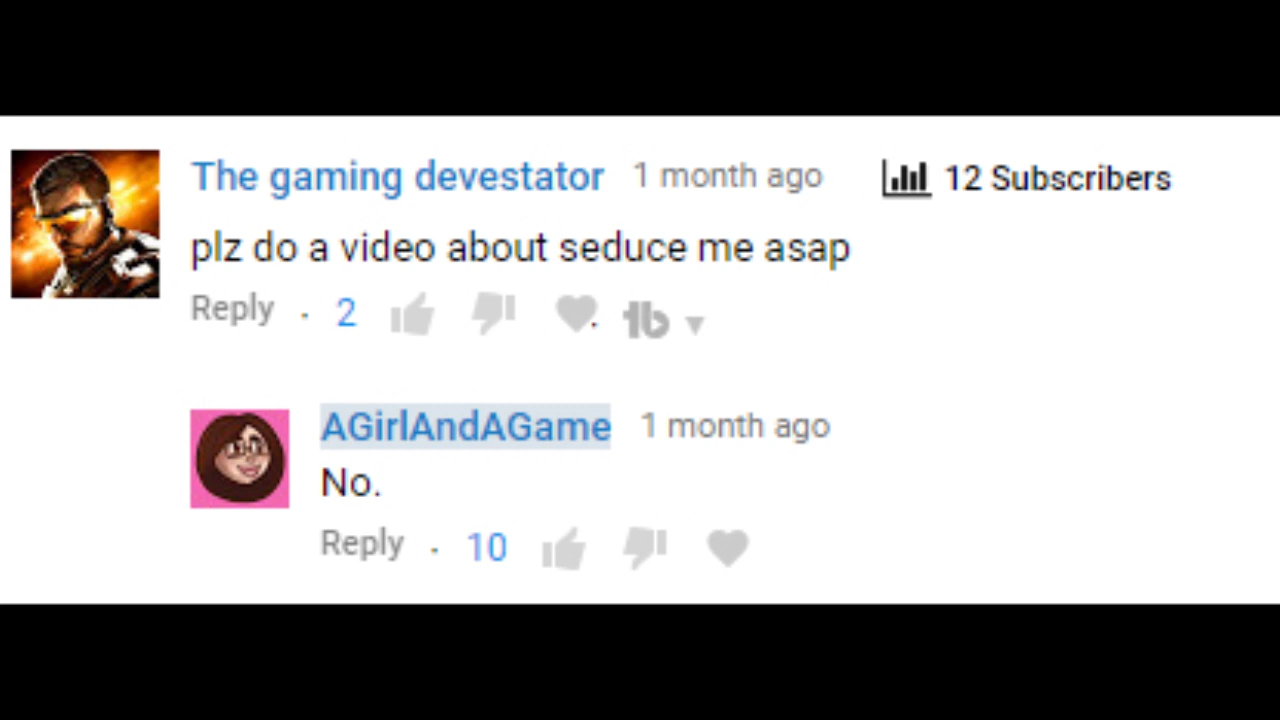 The gaming devestator 1 month ago 12 Subscribers
plz do a video about seduce me asap
Reply . 2 tb
AGirlAndAGame 1 month ago
No.
Reply . 10